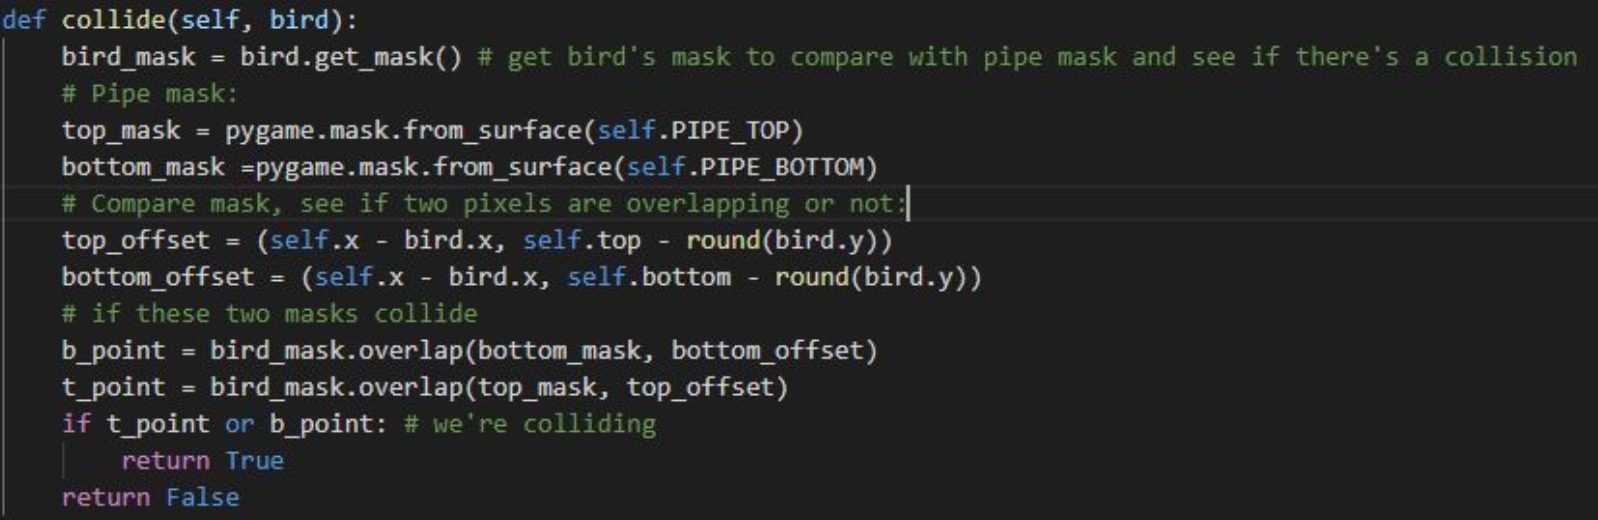 def collide(self, bird):
    bird_mask = bird.get_mask() # get bird's mask to compare with pipe mask and see if there's a collision
    # Pipe mask:
    top_mask = pygame.mask.from_surface(self.PIPE_TOP)
    bottom_mask =pygame.mask.from_surface(self.PIPE_BOTTOM)
    # Compare mask, see if two pixels are overlapping or not:
    top_offset = (self.x - bird.x, self.top - round(bird.y))
    bottom_offset = (self.x - bird.x, self.bottom - round(bird.y))
    # if these two masks collide
    b_point = bird_mask.overlap(bottom_mask, bottom_offset)
    t_point = bird_mask.overlap(top_mask, top_offset)
    if t_point or b_point: # we're colliding
        return True
    return False